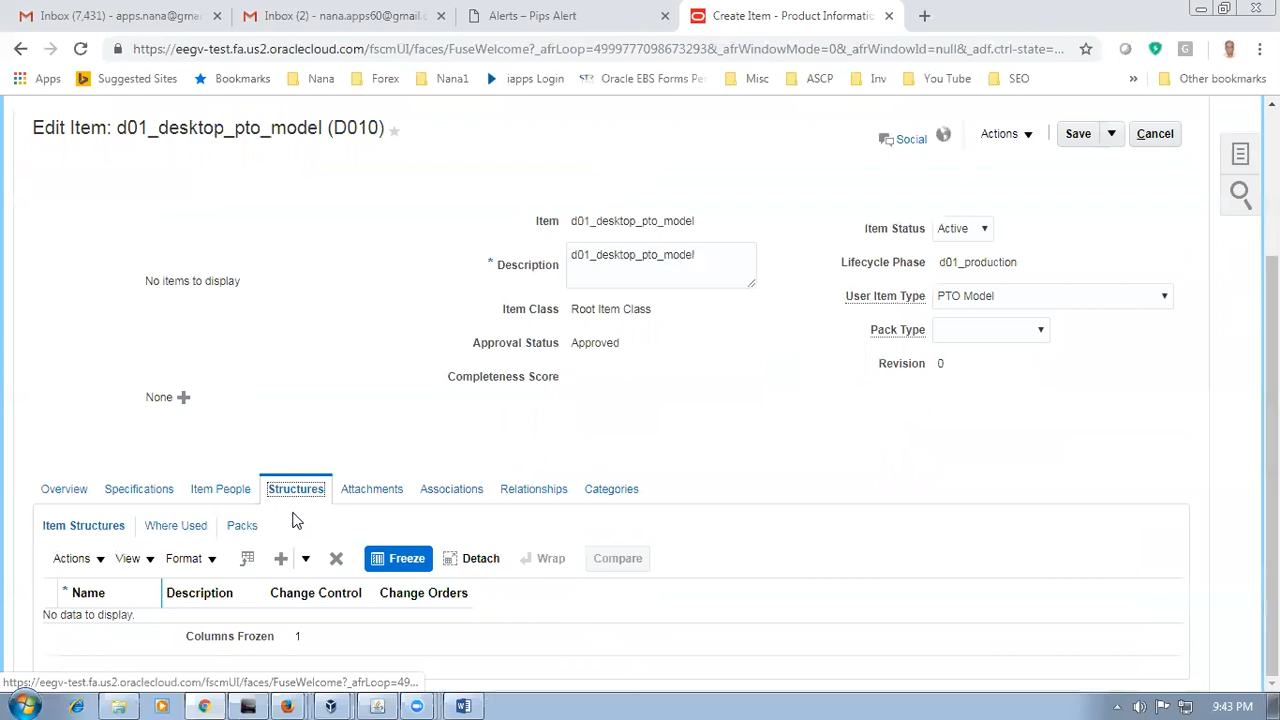 Inbox (7,431) - apps.nana@gmar
Inbox (2) - nana.apps60@gmail.
Alerts – Pips Alert
Create Item - Product Informatic
https://eegv-test.fa.us2.oraclecloud.com/fscmUI/faces/FuseWelcome?_afrLoop=49997770986732​93&_afrWindowMode=0&_afrWindowId=null&_adf.ctrl-state=...
Apps
Suggested Sites
Bookmarks
Nana
Forex
Nana1
iapps Login
STR Oracle EBS Forms Pe
Misc
ASCP
Inv
You Tube
SEO
»
Other bookmarks
Edit Item: d01_desktop_pto_model (D010)
Social
Actions
Save
Cancel
Item d01_desktop_pto_model
Item Status Active
* Description d01_desktop_pto_model
Lifecycle Phase d01_production
No items to display
User Item Type PTO Model
Item Class Root Item Class
Pack Type
Approval Status Approved
Revision 0
Completeness Score
None
Overview
Specifications
Item People
Structures
Attachments
Associations
Relationships
Categories
Item Structures
Where Used
Packs
Actions
View
Format
Freeze
Detach
Wrap
Compare
* Name
Description
Change Control
Change Orders
No data to display.
Columns Frozen 1
https://eegv-test.fa.us2.oraclecloud.com/fscmUI/faces/FuseWelcome?_afrLoop=49...
9:43 PM